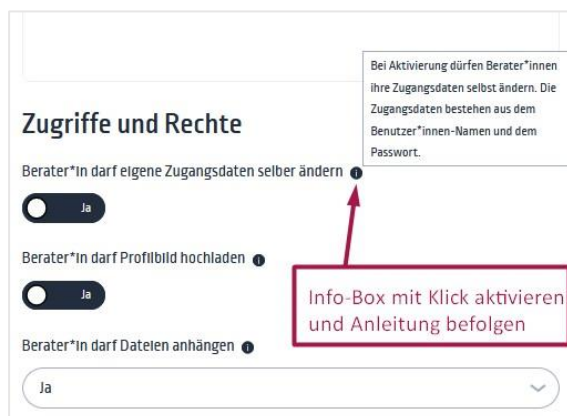 Bei Aktivierung dürfen Berater*innen
ihre Zugangsdaten selbst ändern. Die
Zugangsdaten bestehen aus dem
Benutzer*innen-Namen und dem
Passwort.
Zugriffe und Rechte
Berater*in darf eigene Zugangsdaten selber ändern
Ja
Berater*in darf Profilbild hochladen
Ja
Info-Box mit Klick aktivieren
und Anleitung befolgen
Berater*in darf Dateien anhängen
Ja